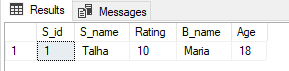 Results Messages
S_id S_name Rating B_name Age
1 1 Talha 10 Maria 18